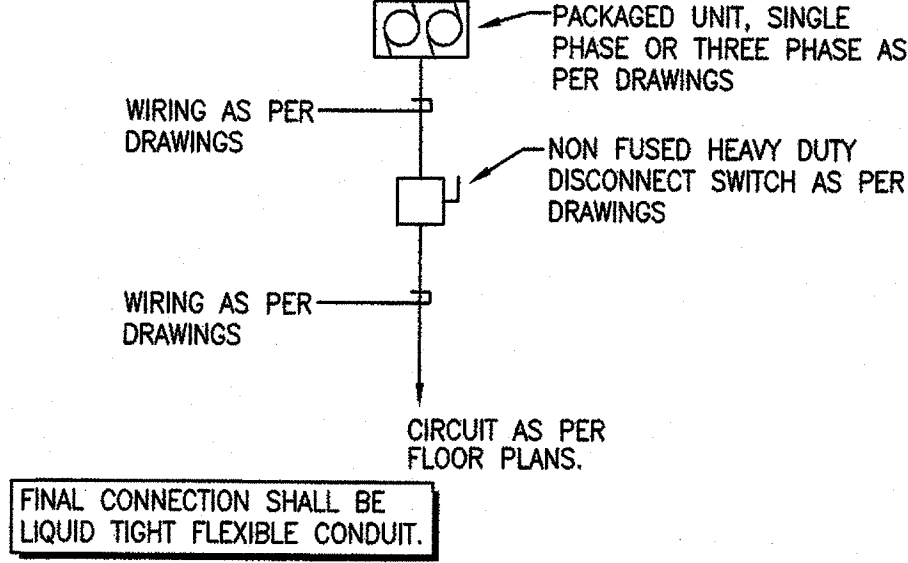 PACKAGED UNIT, SINGLE
PHASE OR THREE PHASE AS
PER DRAWINGS
WIRING AS PER
DRAWINGS
NON FUSED HEAVY DUTY
DISCONNECT SWITCH AS PER
DRAWINGS
WIRING AS PER
DRAWINGS
CIRCUIT AS PER
FLOOR PLANS.
FINAL CONNECTION SHALL BE
LIQUID TIGHT FLEXIBLE CONDUIT.